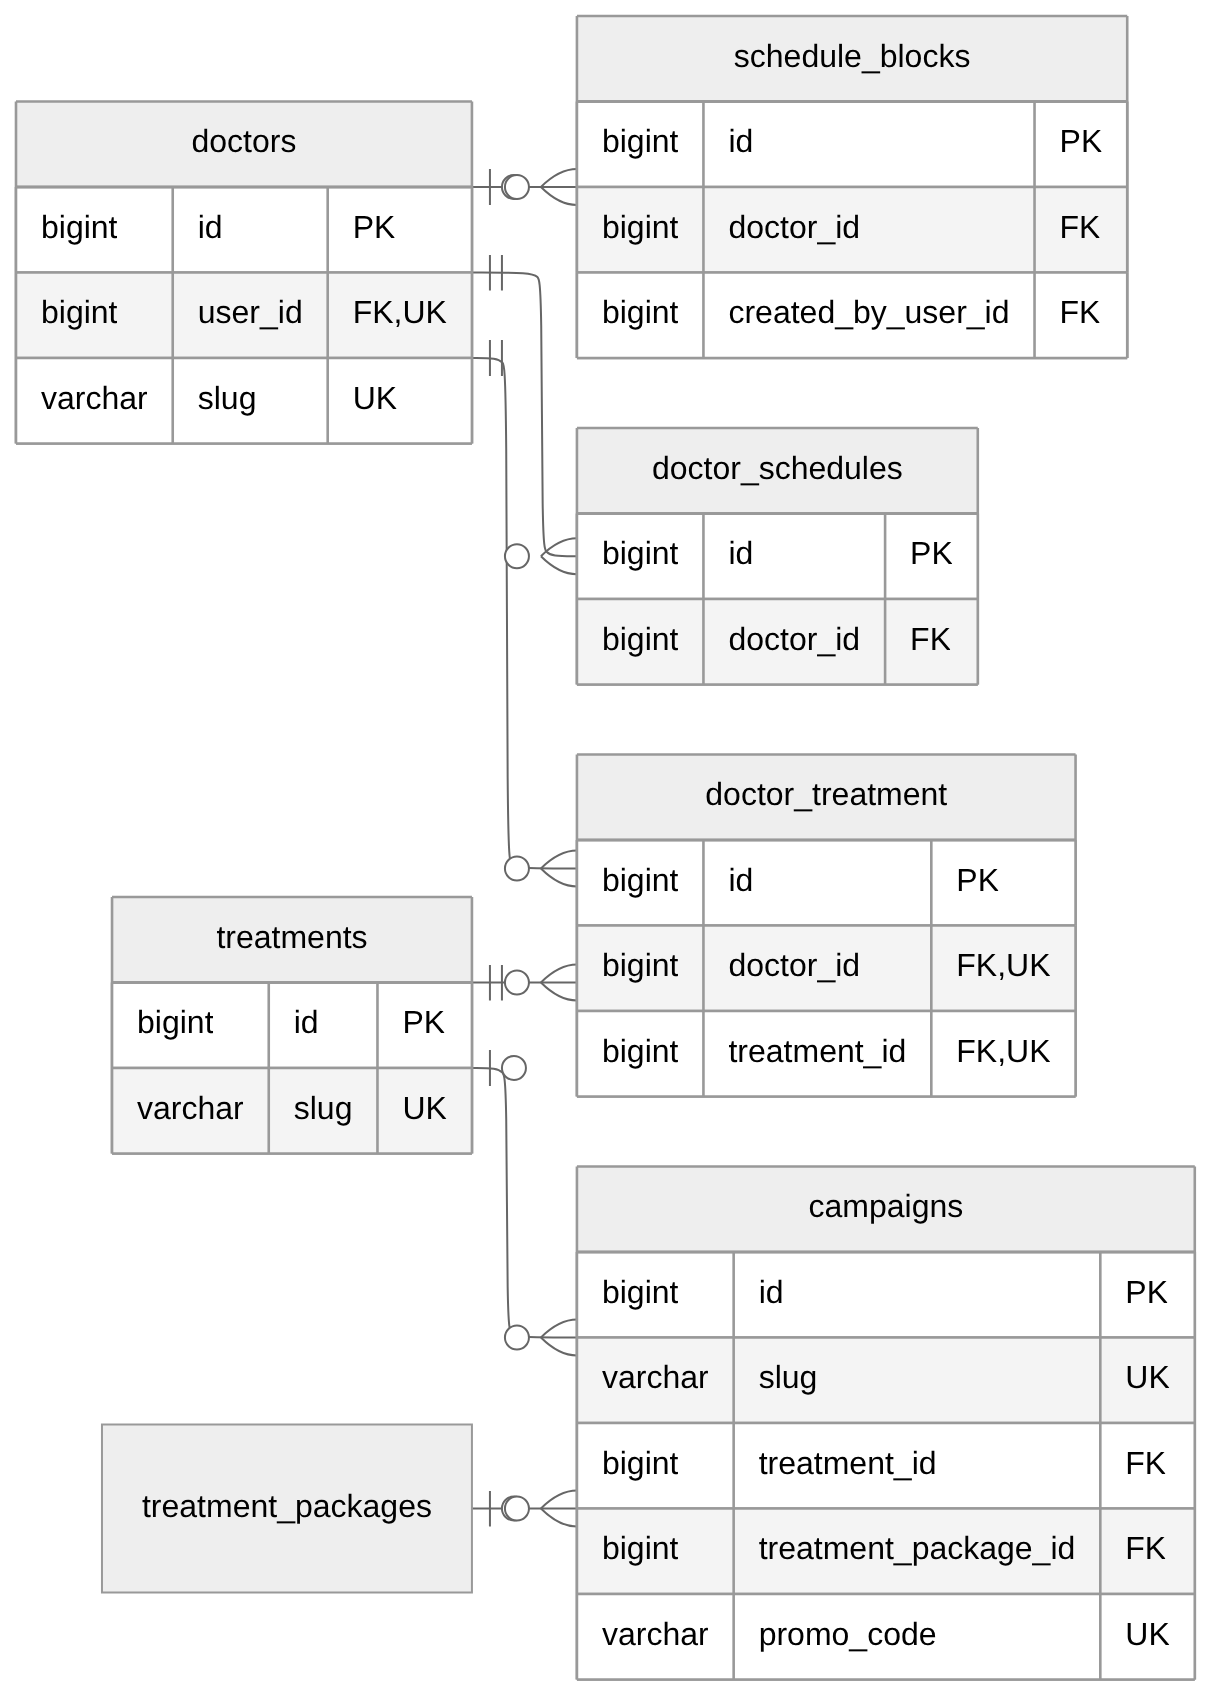 doctors
bigint id PK
bigint user_id FK,UK
varchar slug UK
schedule_blocks
bigint id PK
bigint doctor_id FK
bigint created_by_user_id FK
doctor_schedules
bigint id PK
bigint doctor_id FK
doctor_treatment
bigint id PK
bigint doctor_id FK,UK
bigint treatment_id FK,UK
treatments
bigint id PK
varchar slug UK
campaigns
bigint id PK
varchar slug UK
bigint treatment_id FK
bigint treatment_package_id FK
varchar promo_code UK
treatment_packages